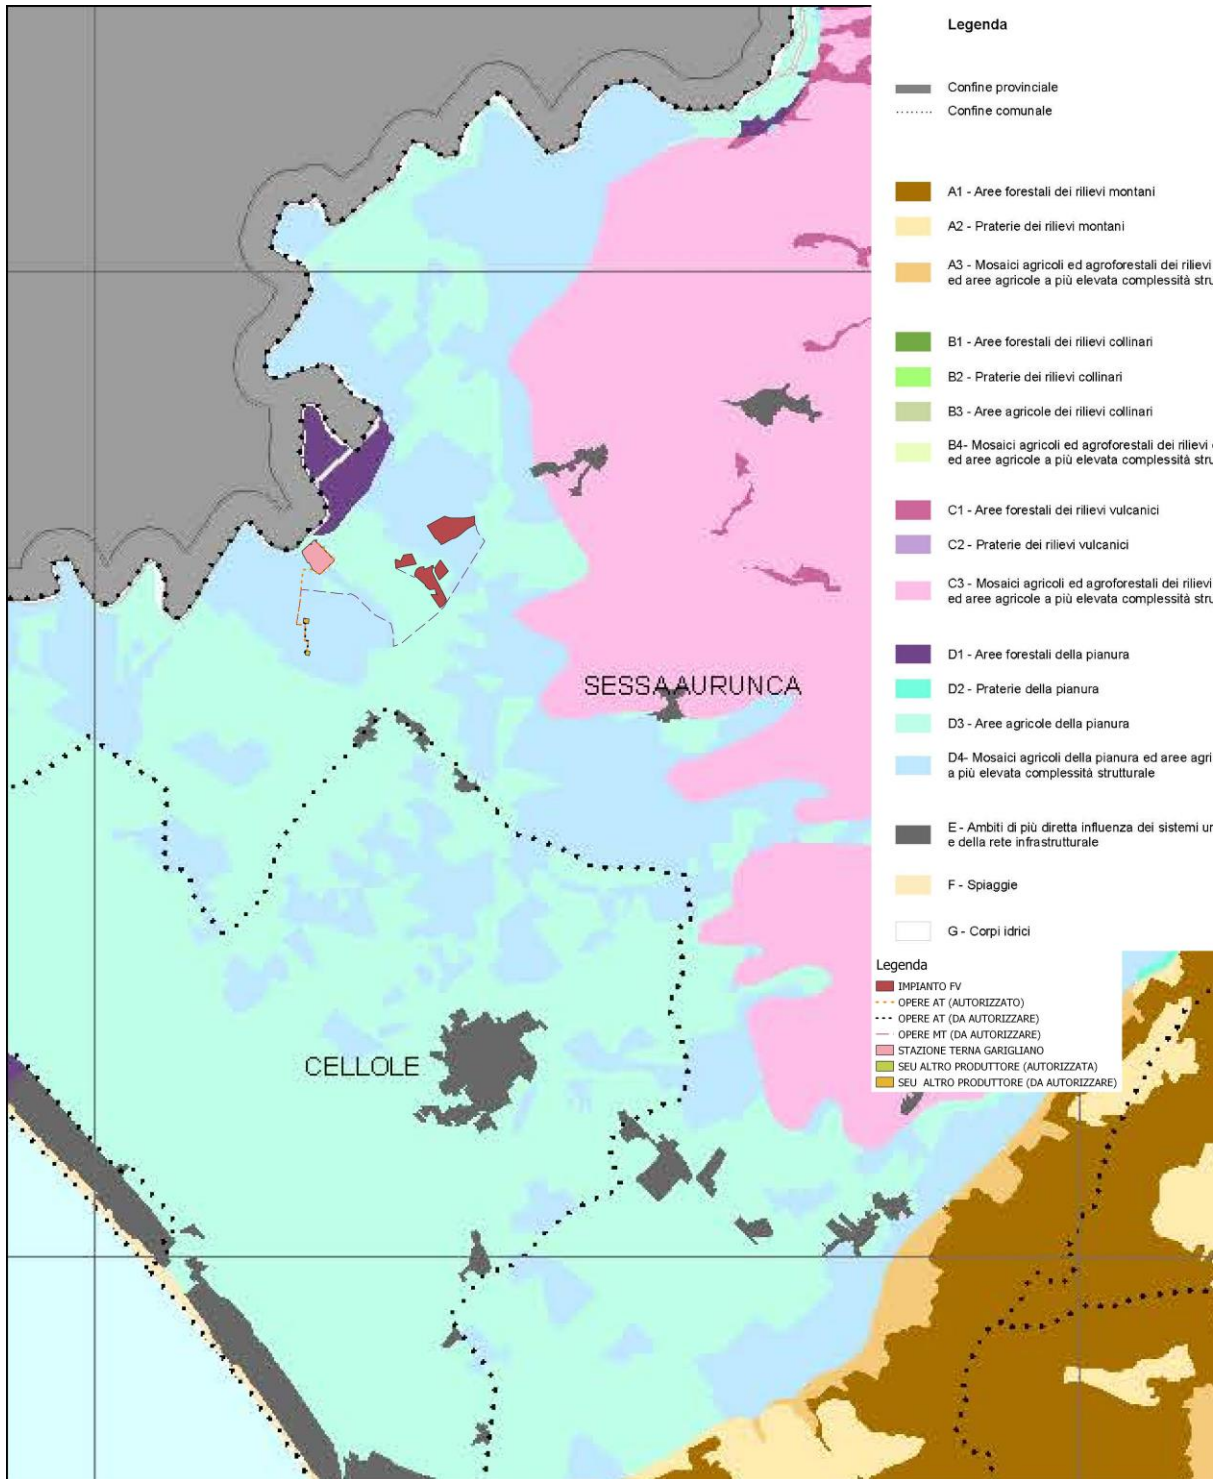 Legenda
Confine provinciale
Confine comunale
A1 - Aree forestali dei rilievi montani
A2 - Praterie dei rilievi montani
A3 - Mosaici agricoli ed agroforestali dei rilievi
ed aree agricole a più elevata complessità stru
B1 - Aree forestali dei rilievi collinari
B2 - Praterie dei rilievi collinari
B3 - Aree agricole dei rilievi collinari
B4- Mosaici agricoli ed agroforestali dei rilievi
ed aree agricole a più elevata complessità stru
C1 - Aree forestali dei rilievi vulcanici
C2 - Praterie dei rilievi vulcanici
C3 - Mosaici agricoli ed agroforestali dei rilievi
ed aree agricole a più elevata complessità stru
D1 - Aree forestali della pianura
D2 - Praterie della pianura
D3 - Aree agricole della pianura
D4- Mosaici agricoli della pianura ed aree agri
a più elevata complessità strutturale
E - Ambiti di più diretta influenza dei sistemi ur
e della rete infrastrutturale
F - Spiaggie
G - Corpi idrici
Legenda
IMPIANTO FV
OPERE AT (AUTORIZZATO)
OPERE AT (DA AUTORIZZARE)
OPERE MT (DA AUTORIZZARE)
STAZIONE TERNA GARIGLIANO
SEU ALTRO PRODUTTORE (AUTORIZZATA)
SEU ALTRO PRODUTTORE (DA AUTORIZZARE)
SESSA AURUNCA
CELLOLE